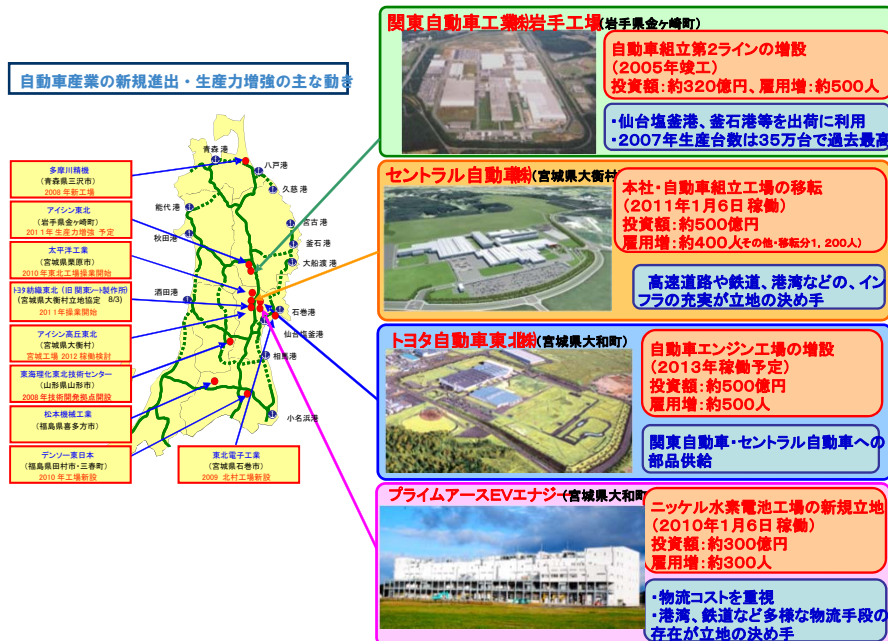 自動車産業の新規進出・生産力増強の主な動き
多摩川精機
(青森県三沢市)
2008年新工場
アイシン東北
(岩手県金ヶ崎町)
2011年生産力増強 予定
太平洋工業
(宮城県栗原市)
2010年東北工場操業開始
トヨタ紡織東北(旧 関東シート製作所)
(宮城県大衡村立地協定 8/3)
2011年操業開始
アイシン高丘東北
(宮城県大衡村)
宮城工場 2012 稼働検討
東海理化東北技術センター
(山形県山形市)
2008年技術開発拠点開設
松本機械工業
(福島県喜多方市)
デンソー東日本
(福島県田村市・三春町)
2010年工場新設
東北電子工業
(宮城県石巻市)
2009 北村工場新設
青森港
八戸港
久慈港
能代港
宮古港
秋田港
釜石港
大船渡港
酒田港
石巻港
仙台塩釜港
相馬港
小名浜港
関東自動車工業㈱岩手工場(岩手県金ヶ崎町)
自動車組立第2ラインの増設
(2005年竣工)
投資額:約320億円、雇用増:約500人
・仙台塩釜港、釜石港等を出荷に利用
・2007年生産台数は35万台で過去最高
セントラル自動車㈱(宮城県大衡村)
本社・自動車組立工場の移転
(2011年1月6日 稼働)
投資額:約500億円
雇用増:約400人(その他・移転分1,200人)
高速道路や鉄道、港湾などの、イン
フラの充実が立地の決め手
トヨタ自動車東北㈱(宮城県大和町)
自動車エンジン工場の増設
(2013年稼働予定)
投資額:約500億円
雇用増:約500人
関東自動車・セントラル自動車への
部品供給
プライムアースEVエナジー(宮城県大和町
ニッケル水素電池工場の新規立地
(2010年1月6日 稼働)
投資額:約300億円
雇用増:約300人
・物流コストを重視
・港湾、鉄道など多様な物流手段の
存在が立地の決め手